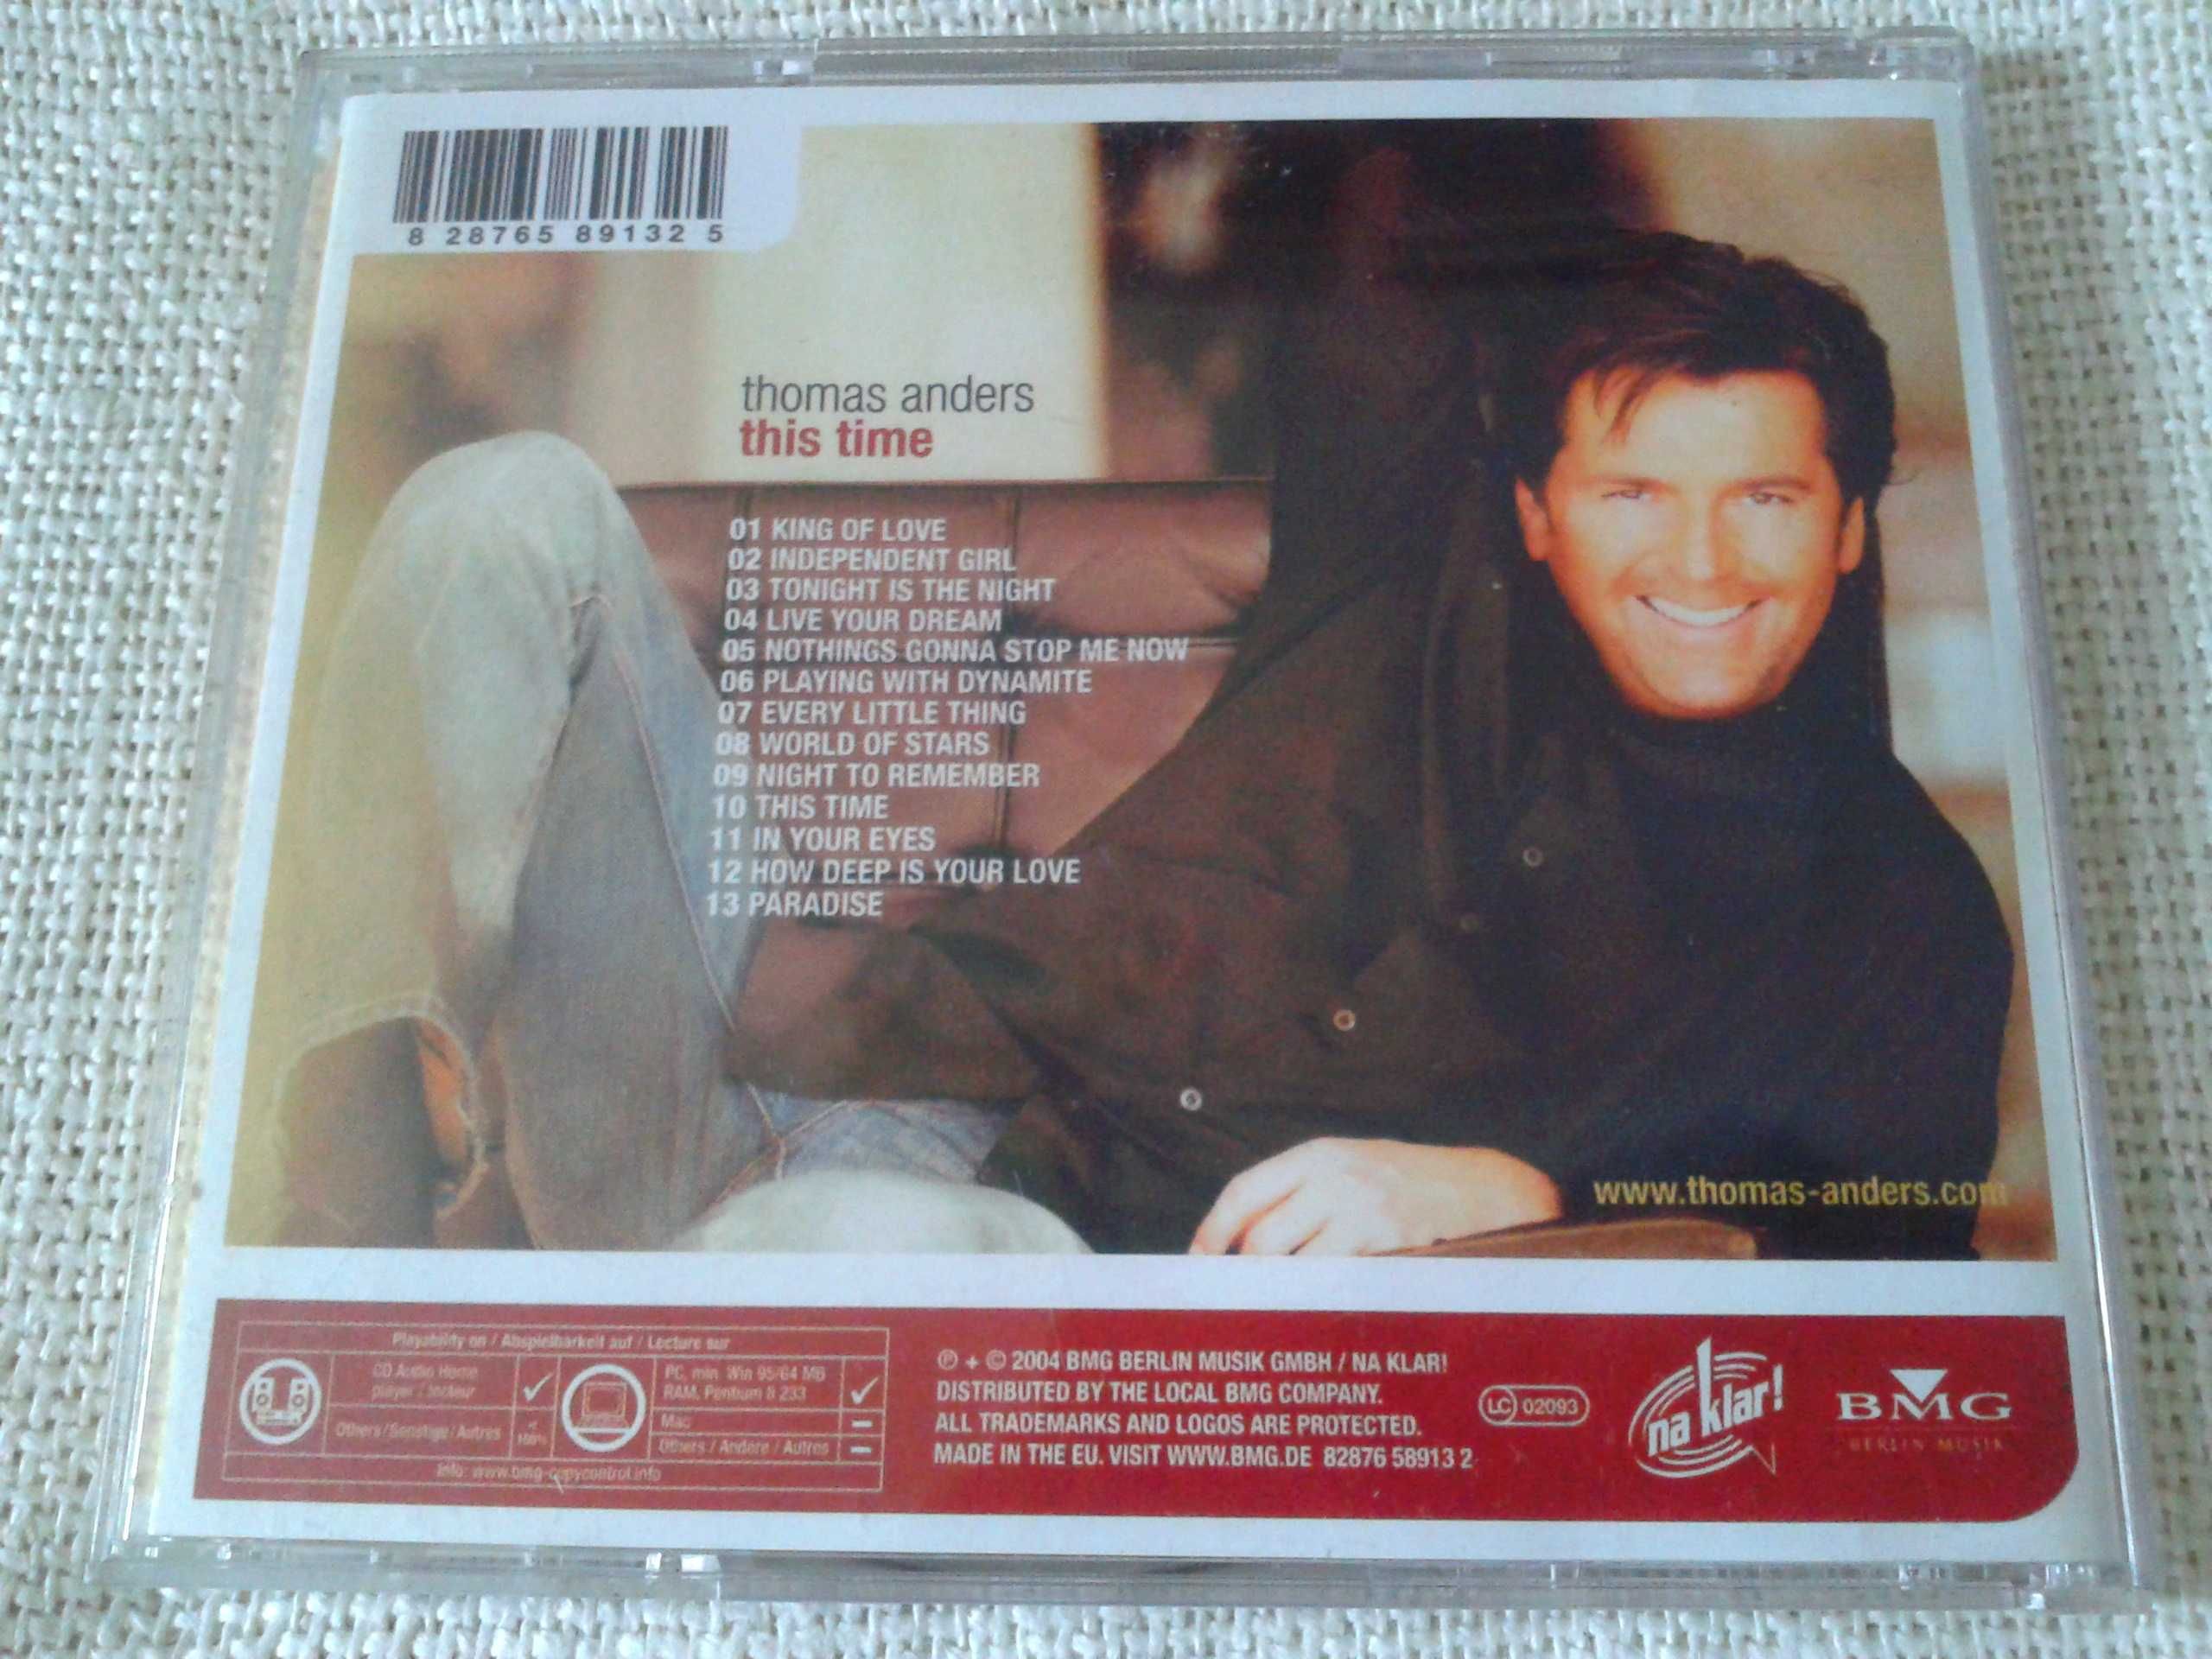 8 28765 89132 5
thomas anders
this time
01 KING OF LOVE
02 INDEPENDENT GIRL
03 TONIGHT IS THE NIGHT
04 LIVE YOUR DREAM
05 NOTHINGS GONNA STOP ME NOW
06 PLAYING WITH DYNAMITE
07 EVERY LITTLE THING
08 WORLD OF STARS
09 NIGHT TO REMEMBER
10 THIS TIME
11 IN YOUR EYES
12 HOW DEEP IS YOUR LOVE
13 PARADISE
www.thomas-anders.com
Playability on / Abspielbarkeit auf / Lecture sur
CD Audio Home
player / lecteur
Others / Sonstige / Autres
100%
PC, min. Win 95/64 MB
RAM, Pentium II 233
Mac
Others / Andere / Autres
Info: www.bmg-copycontrol.info
℗ + © 2004 BMG BERLIN MUSIK GMBH / NA KLAR!
DISTRIBUTED BY THE LOCAL BMG COMPANY.
ALL TRADEMARKS AND LOGOS ARE PROTECTED.
MADE IN THE EU. VISIT WWW.BMG.DE 82876 58913 2
LC 02093
na klar!
BMG
BERLIN MUSIK